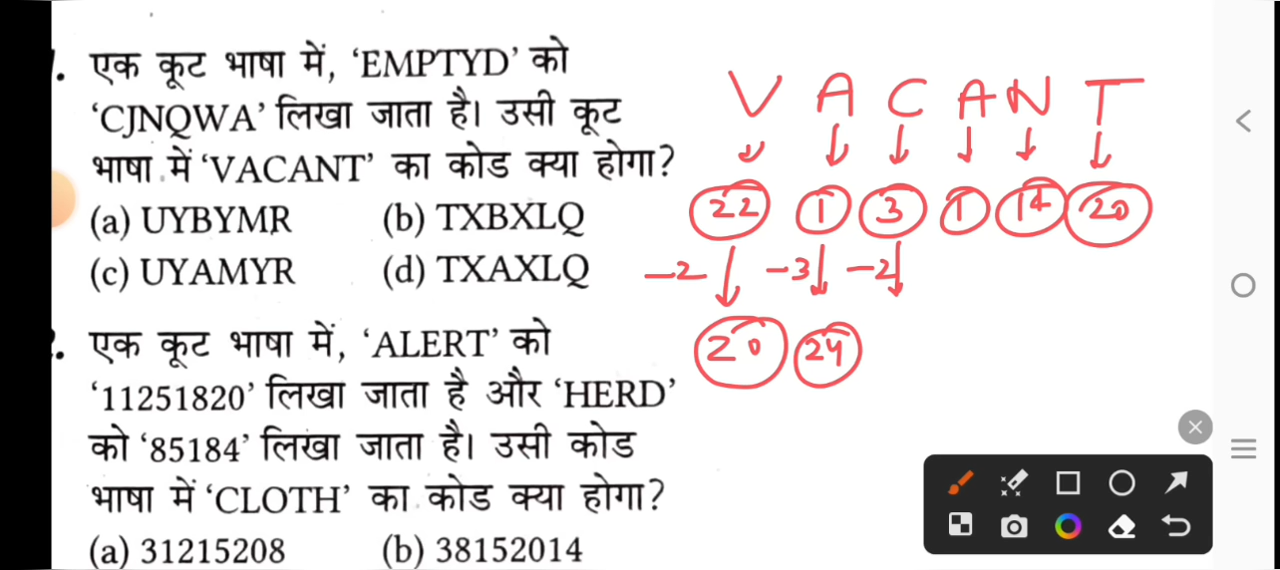 . एक कूट भाषा में, ‘EMPTYD’ को
‘CJNQWA’ लिखा जाता है। उसी कूट
भाषा में ‘VACANT’ का कोड क्या होगा?
(a) UYBYMR (b) TXBXLQ
(c) UYAMYR (d) TXAXLQ
. एक कूट भाषा में, ‘ALERT’ को
‘11251820’ लिखा जाता है और ‘HERD’
को ‘85184’ लिखा जाता है। उसी कोड
भाषा में ‘CLOTH’ का कोड क्या होगा?
(a) 31215208 (b) 38152014
V A C A N T
22 1 3 1 14 20
-2 -3 -2
20 24